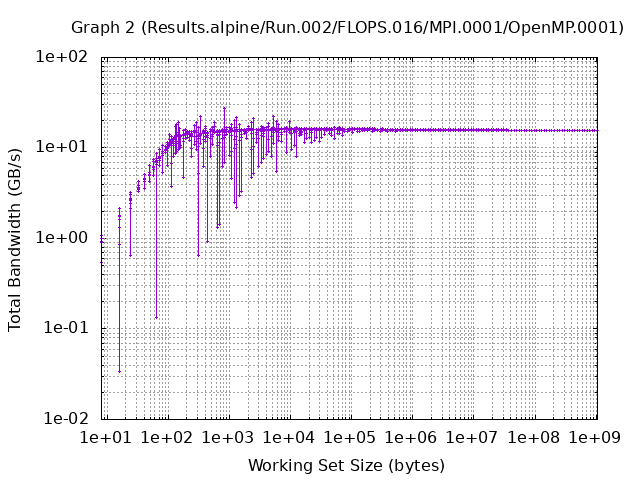 Graph 2 (Results.alpine/Run.002/FLOPS.016/MPI.0001/OpenMP.0001)
1e+02
1e+01
1e+00
1e-01
1e-02
Total Bandwidth (GB/s)
1e+01 1e+02 1e+03 1e+04 1e+05 1e+06 1e+07 1e+08 1e+09
Working Set Size (bytes)